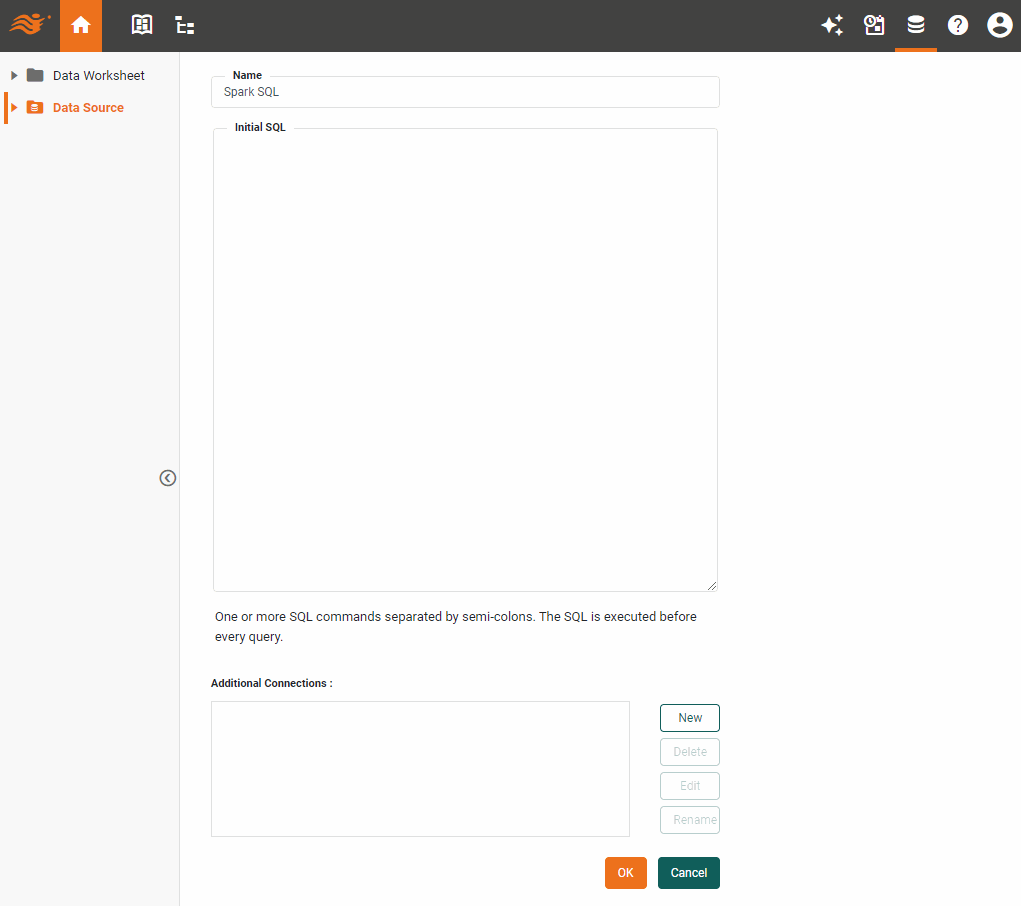 Data Worksheet
Data Source
Name
Spark SQL
Initial SQL
One or more SQL commands separated by semi-colons. The SQL is executed before
every query.
Additional Connections :
New
Delete
Edit
Rename
OK
Cancel